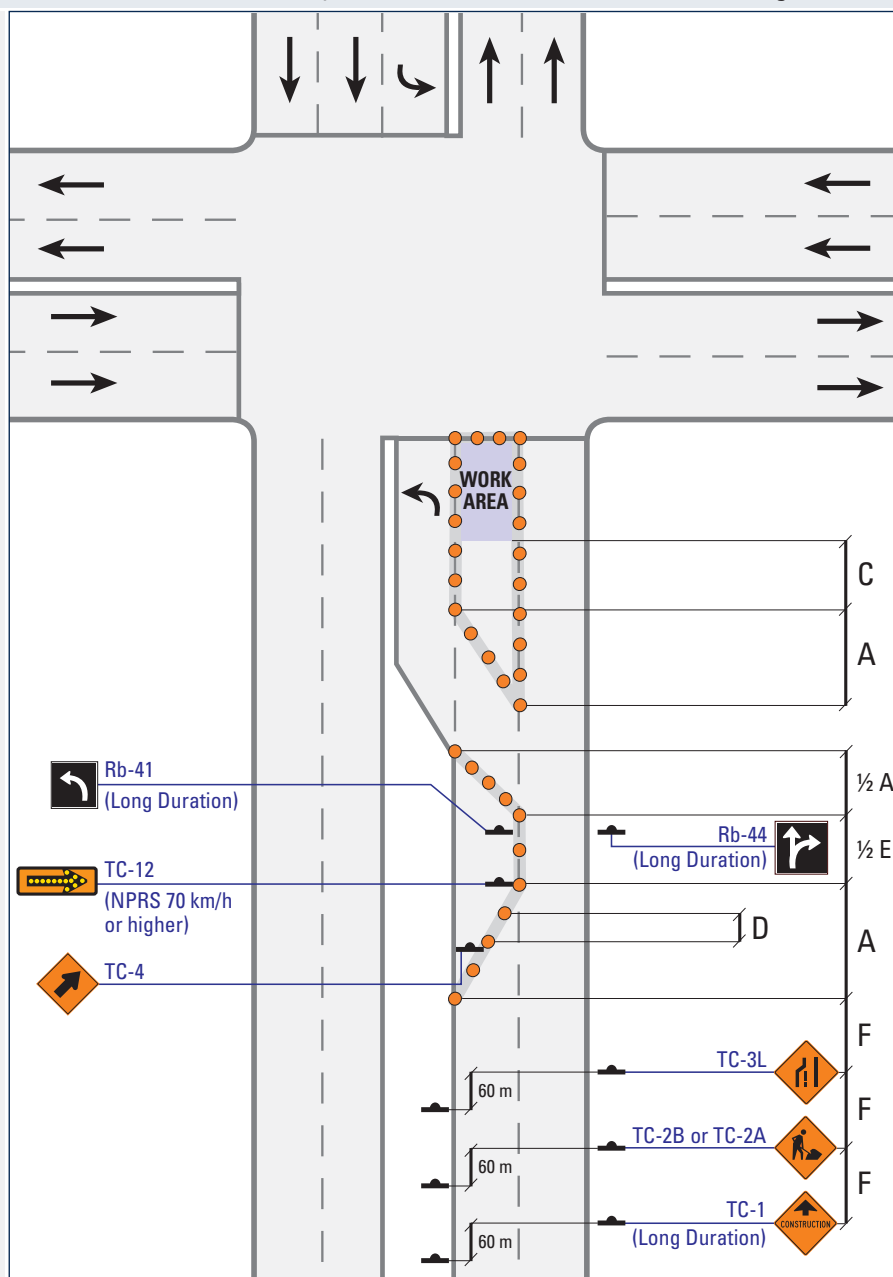 WORK
AREA
C
A
Rb-41
(Long Duration)
½ A
Rb-44
(Long Duration)
½ E
TC-12
(NPRS 70 km/h
or higher)
D
A
TC-4
F
TC-3L
60 m
F
TC-2B or TC-2A
60 m
F
TC-1
(Long Duration)
CONSTRUCTION
60 m